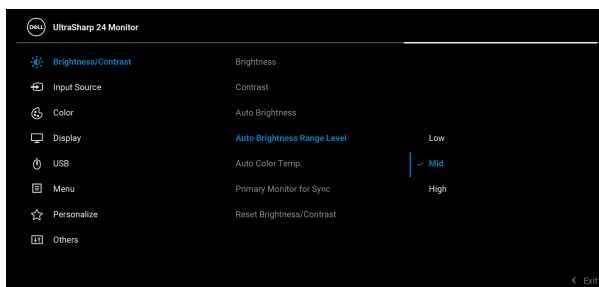 DELL UltraSharp 24 Monitor
Brightness/Contrast Brightness
Input Source Contrast
Color Auto Brightness
Display Auto Brightness Range Level Low
USB Auto Color Temp. Mid
Menu Primary Monitor for Sync High
Personalize Reset Brightness/Contrast
Others
Exit